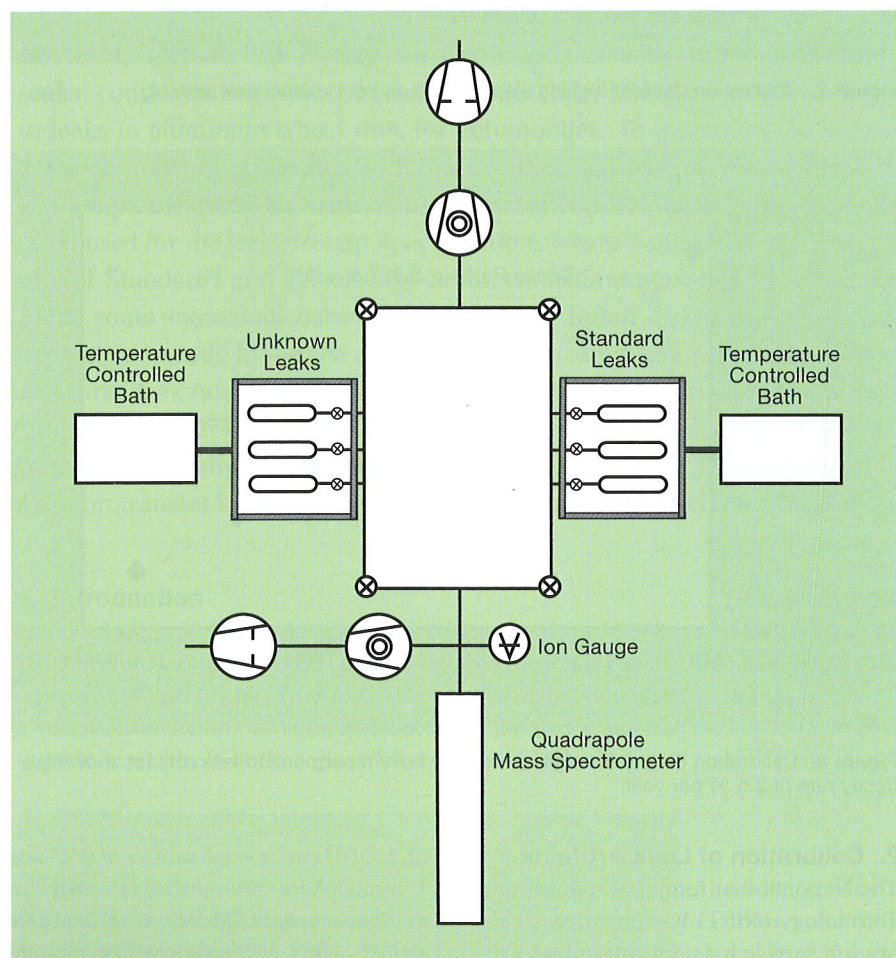 Temperature
Controlled
Bath
Unknown
Leaks
Standard
Leaks
Temperature
Controlled
Bath
Ion Gauge
Quadrapole
Mass Spectrometer